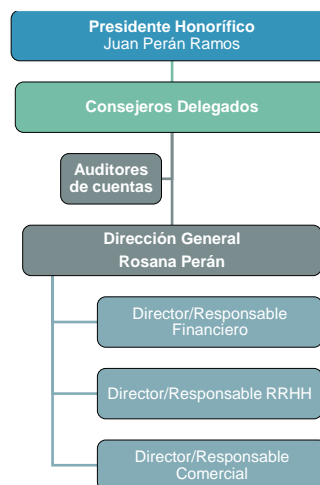 Presidente Honorífico
Juan Perán Ramos
Consejeros Delegados
Auditores
de cuentas
Dirección General
Rosana Perán
Director/Responsable
Financiero
Director/Responsable RRHH
Director/Responsable
Comercial